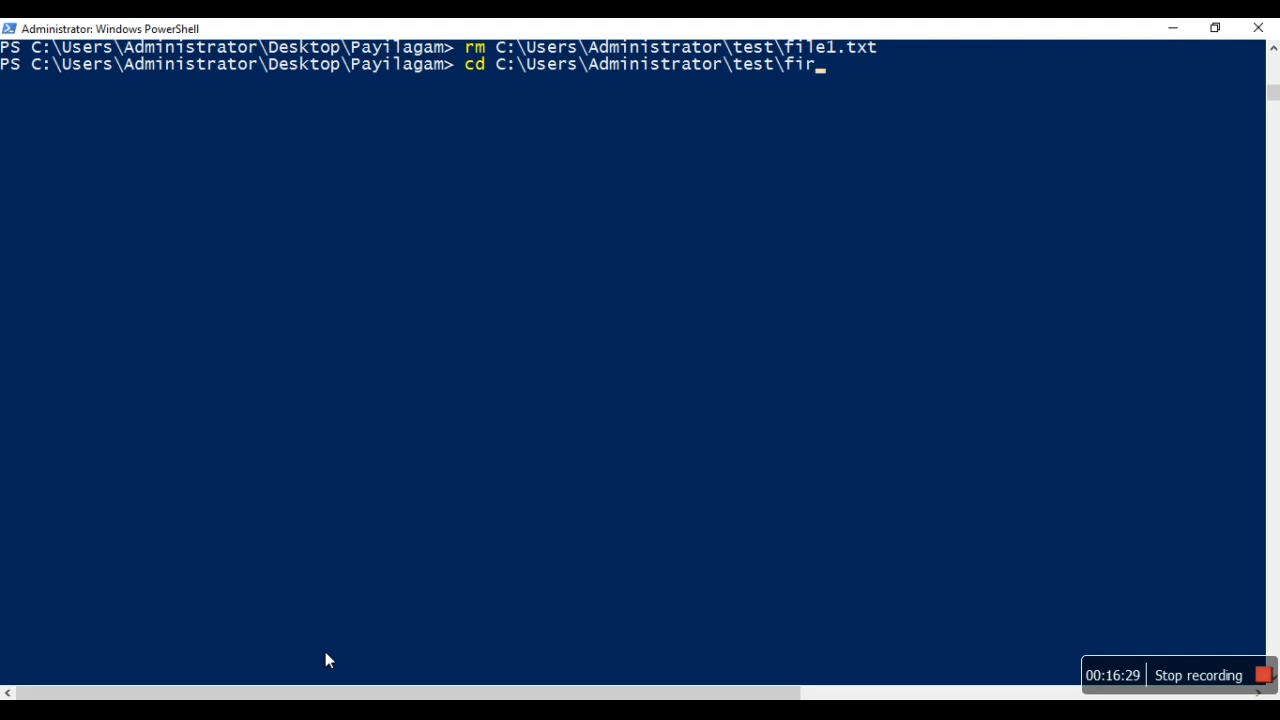 Administrator: Windows PowerShell
PS C:\Users\Administrator\Desktop\Payilagam> rm C:\Users\Administrator\test\file1.txt
PS C:\Users\Administrator\Desktop\Payilagam> cd C:\Users\Administrator\test\fir_
00:16:29 Stop recording